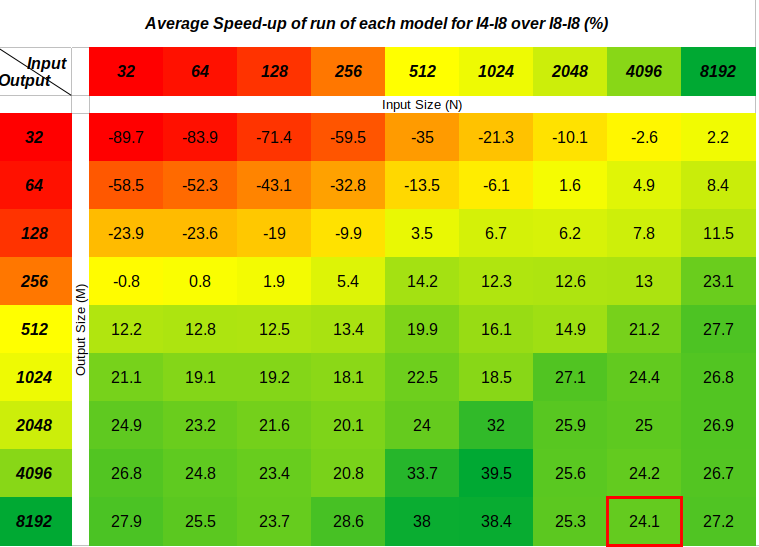 Average Speed-up of run of each model for I4-I8 over I8-I8 (%)
Input
Output
32 64 128 256 512 1024 2048 4096 8192
Input Size (N)
Output Size (M)
32 -89.7 -83.9 -71.4 -59.5 -35 -21.3 -10.1 -2.6 2.2
64 -58.5 -52.3 -43.1 -32.8 -13.5 -6.1 1.6 4.9 8.4
128 -23.9 -23.6 -19 -9.9 3.5 6.7 6.2 7.8 11.5
256 -0.8 0.8 1.9 5.4 14.2 12.3 12.6 13 23.1
512 12.2 12.8 12.5 13.4 19.9 16.1 14.9 21.2 27.7
1024 21.1 19.1 19.2 18.1 22.5 18.5 27.1 24.4 26.8
2048 24.9 23.2 21.6 20.1 24 32 25.9 25 26.9
4096 26.8 24.8 23.4 20.8 33.7 39.5 25.6 24.2 26.7
8192 27.9 25.5 23.7 28.6 38 38.4 25.3 24.1 27.2